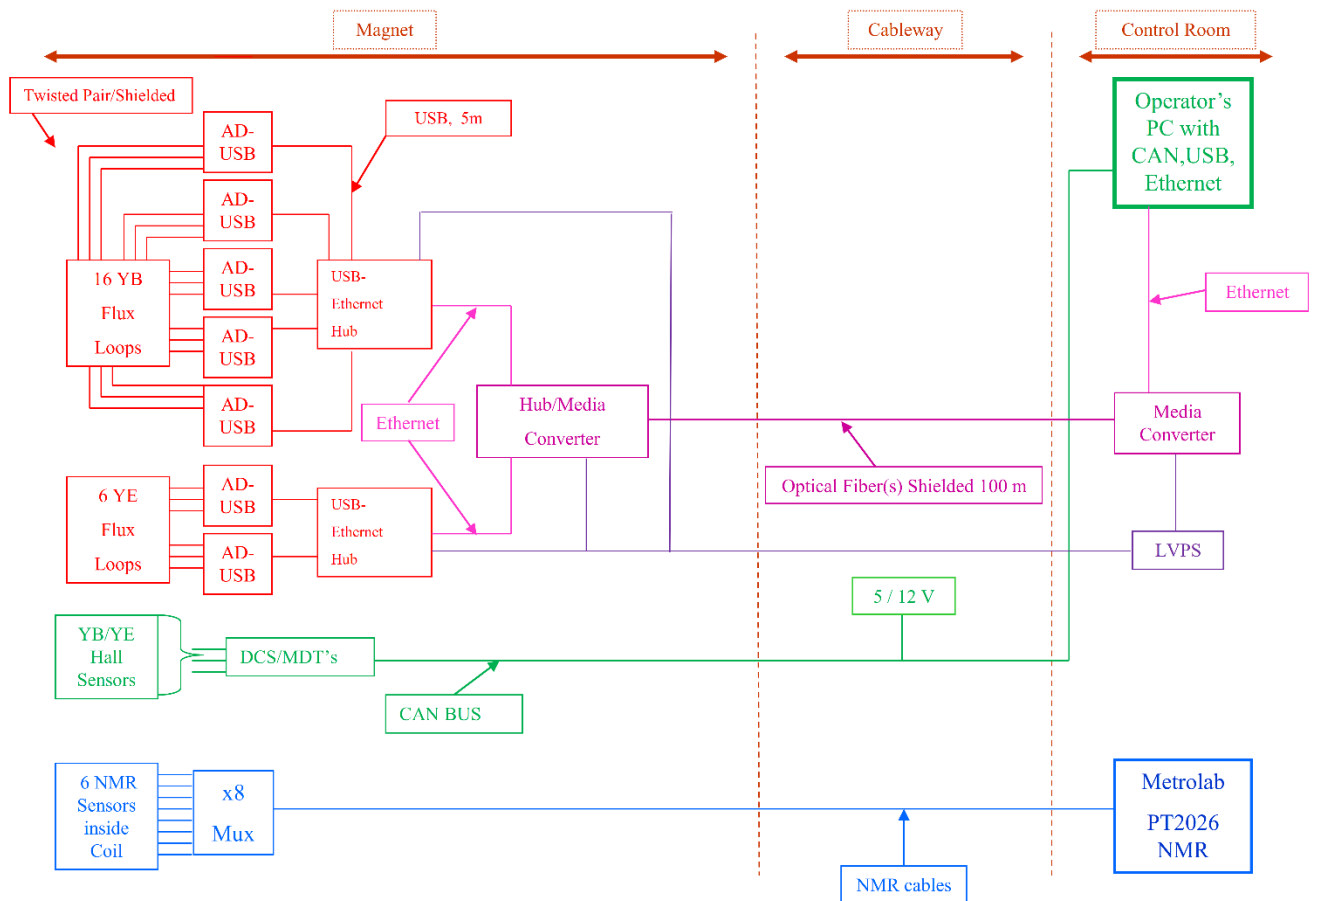 Magnet
Cableway
Control Room
Twisted Pair/Shielded
USB,  5m
Operator’s
PC with
CAN,USB,
Ethernet
AD-
USB
AD-
USB
AD-
USB
AD-
USB
AD-
USB
16 YB
Flux
Loops
USB-
Ethernet
Hub
Ethernet
Ethernet
Hub/Media
Converter
Media
Converter
Optical Fiber(s) Shielded 100 m
6 YE
Flux
Loops
AD-
USB
AD-
USB
USB-
Ethernet
Hub
LVPS
5 / 12 V
YB/YE
Hall
Sensors
DCS/MDT’s
CAN BUS
6 NMR
Sensors
inside
Coil
x8
Mux
Metrolab
PT2026
NMR
NMR cables